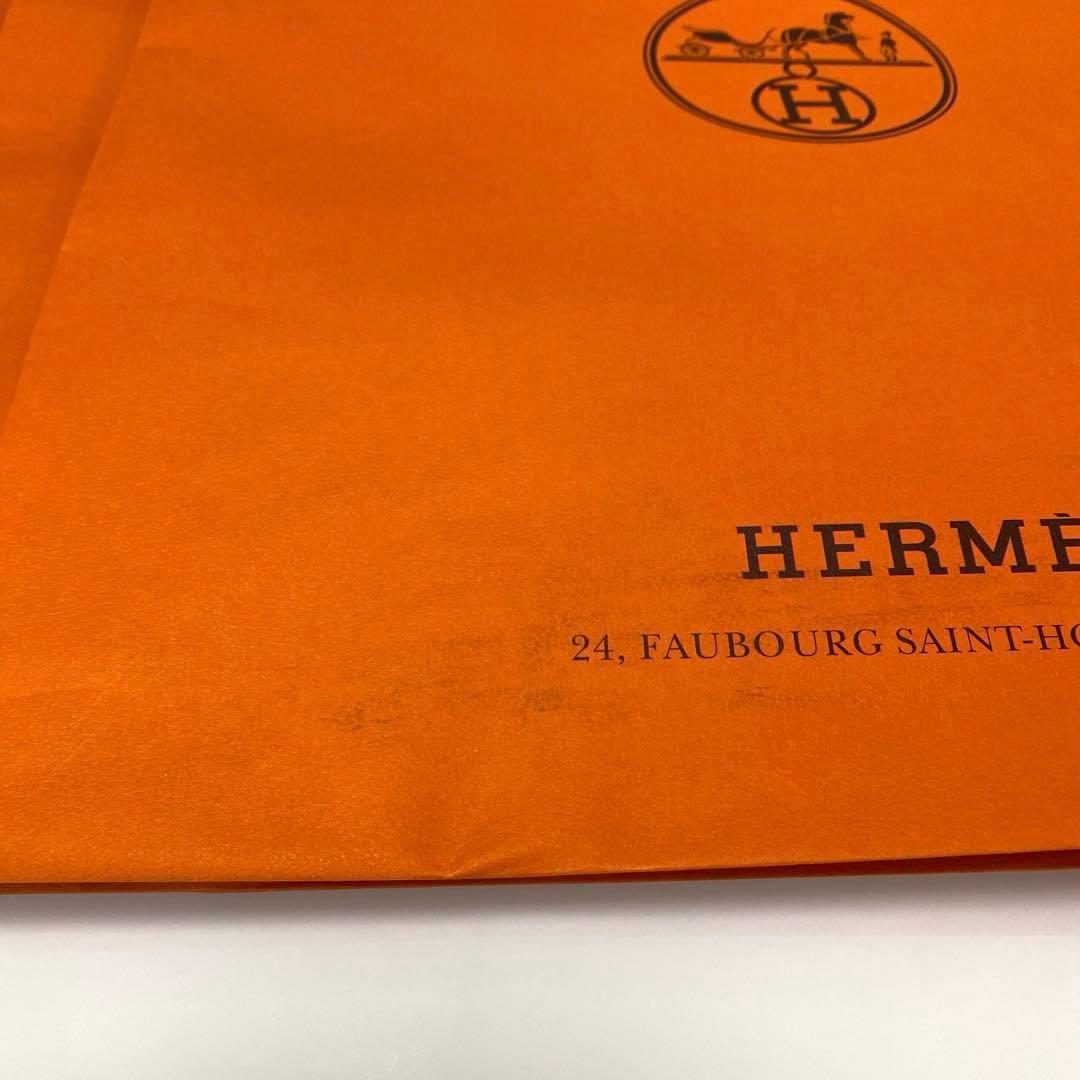 H
HERMÈ
24, FAUBOURG SAINT-HO